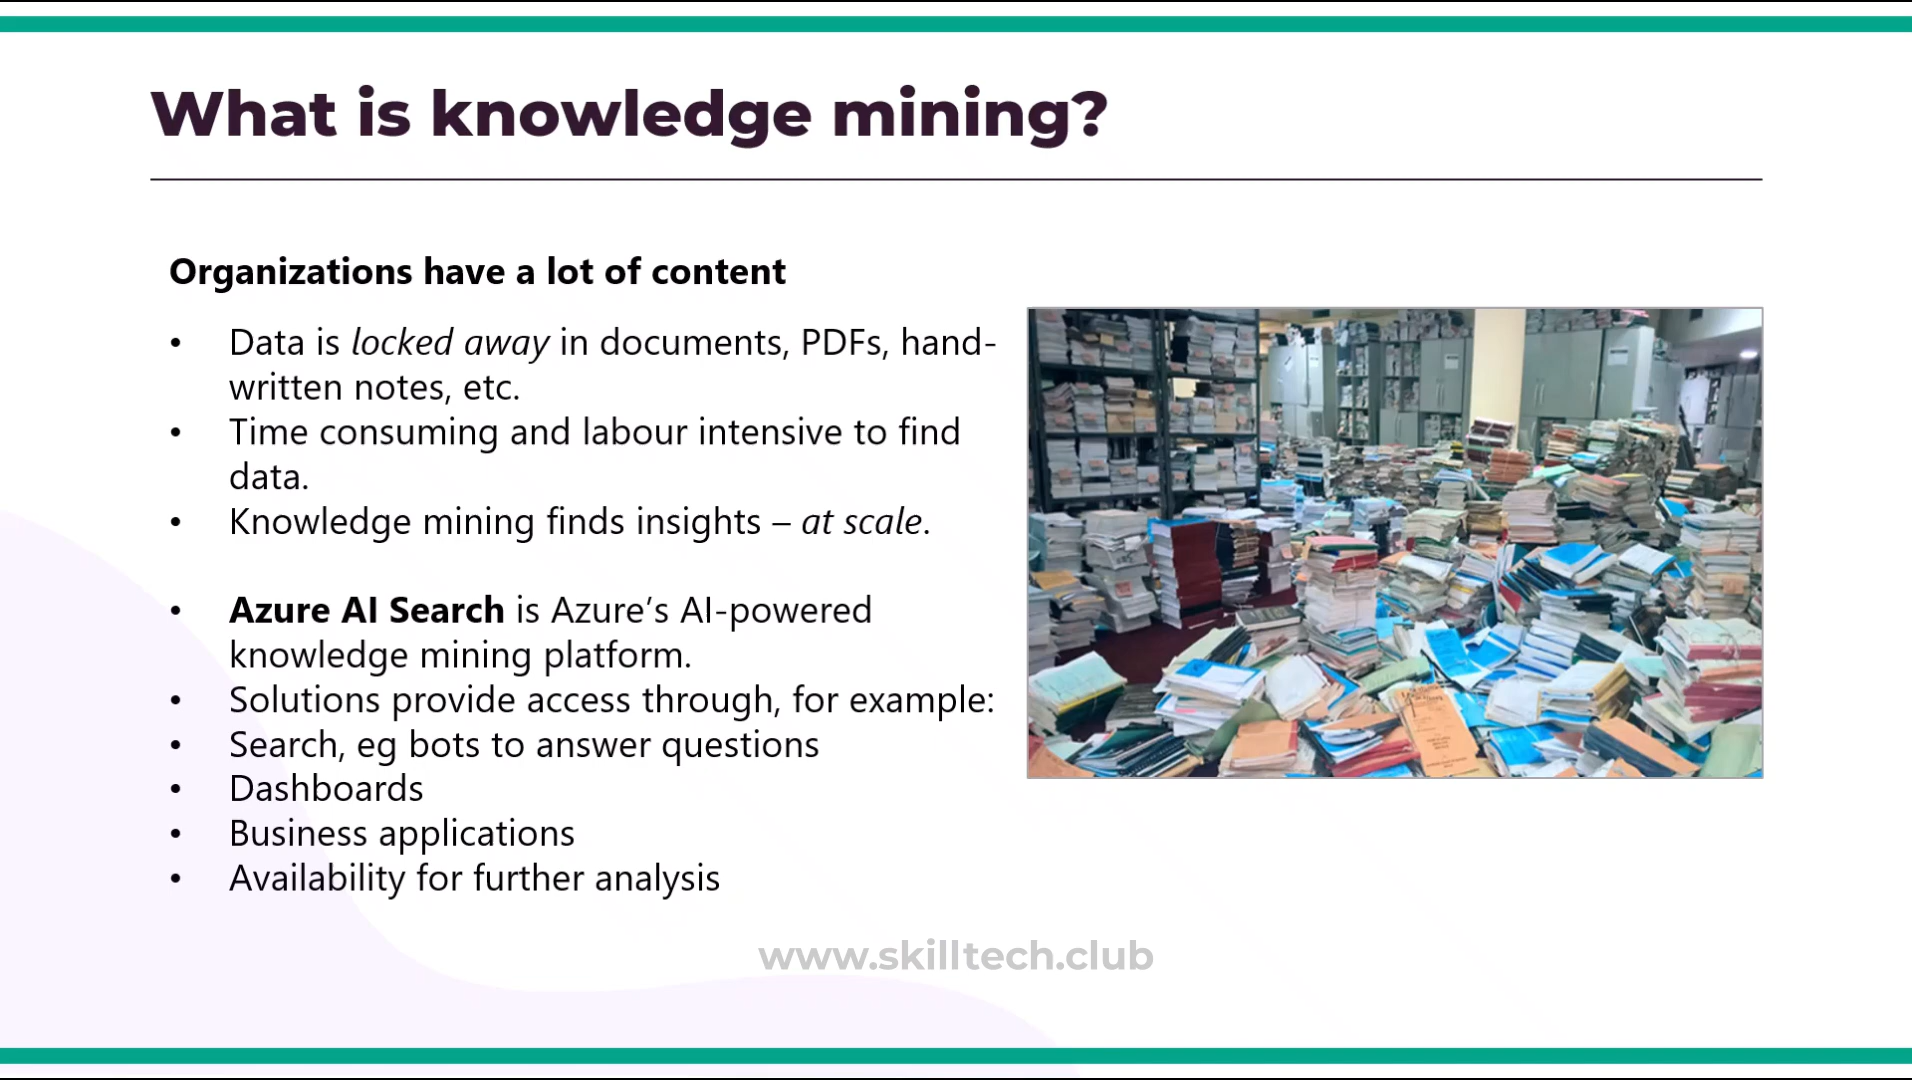 What is knowledge mining?
Organizations have a lot of content
• Data is locked away in documents, PDFs, hand-
written notes, etc.
• Time consuming and labour intensive to find
data.
• Knowledge mining finds insights – at scale.
• Azure AI Search is Azure’s AI-powered
knowledge mining platform.
• Solutions provide access through, for example:
• Search, eg bots to answer questions
• Dashboards
• Business applications
• Availability for further analysis
www.skilltech.club